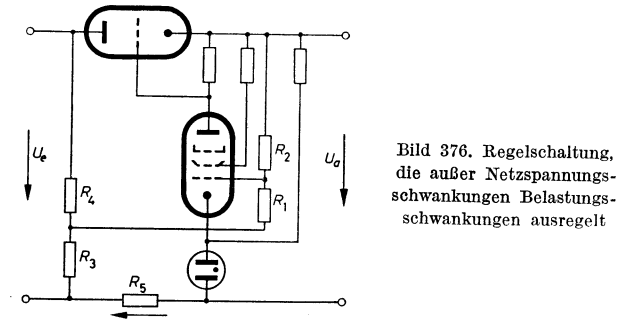 U_e
R_4
R_3
R_5
R_2
R_1
U_a
Bild 376. Regelschaltung,
die außer Netzspannungs-
schwankungen Belastungs-
schwankungen ausregelt